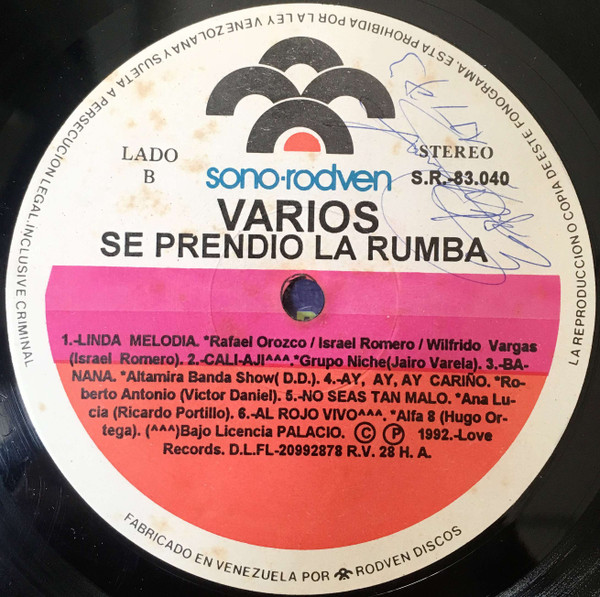 LA REPRODUCCION O COPIA DE ESTE FONOGRAMA, ESTA PROHIBIDA POR LA LEY VENEZOLANA Y SUJETA A PERSECUCION LEGAL, INCLUSIVE CRIMINAL
LADO
B
STEREO
S.R.-83.040
sono-rodven
VARIOS
SE PRENDIO LA RUMBA
1.-LINDA MELODIA. *Rafael Orozco / Israel Romero / Wilfrido Vargas
(Israel Romero). 2.-CALI-AJI^^^.*Grupo Niche(Jairo Varela). 3.-BA-
NANA. *Altamira Banda Show( D.D.). 4.-AY, AY, AY CARIÑO. *Ro-
berto Antonio (Victor Daniel). 5.-NO SEAS TAN MALO. *Ana Lu-
cia (Ricardo Portillo). 6.-AL ROJO VIVO^^^. *Alfa 8 (Hugo Or-
tega). (^^^)Bajo Licencia PALACIO. Ⓒ Ⓟ 1992.-Love
Records. D.L.FL-20992878 R.V. 28 H. A.
FABRICADO EN VENEZUELA POR RODVEN DISCOS